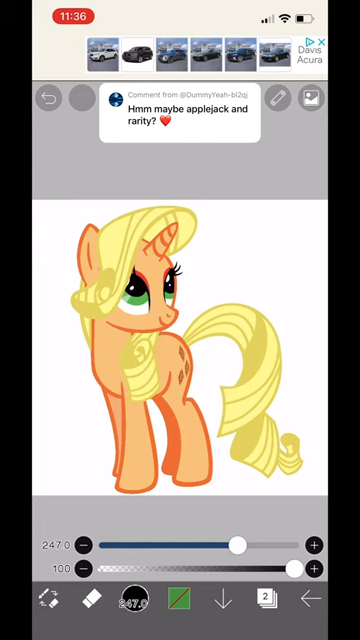 11:36
Davis
Acura
Comment from @DummyYeah-bl2qj
Hmm maybe applejack and
rarity? ❤️
247.0
100
247.0
2